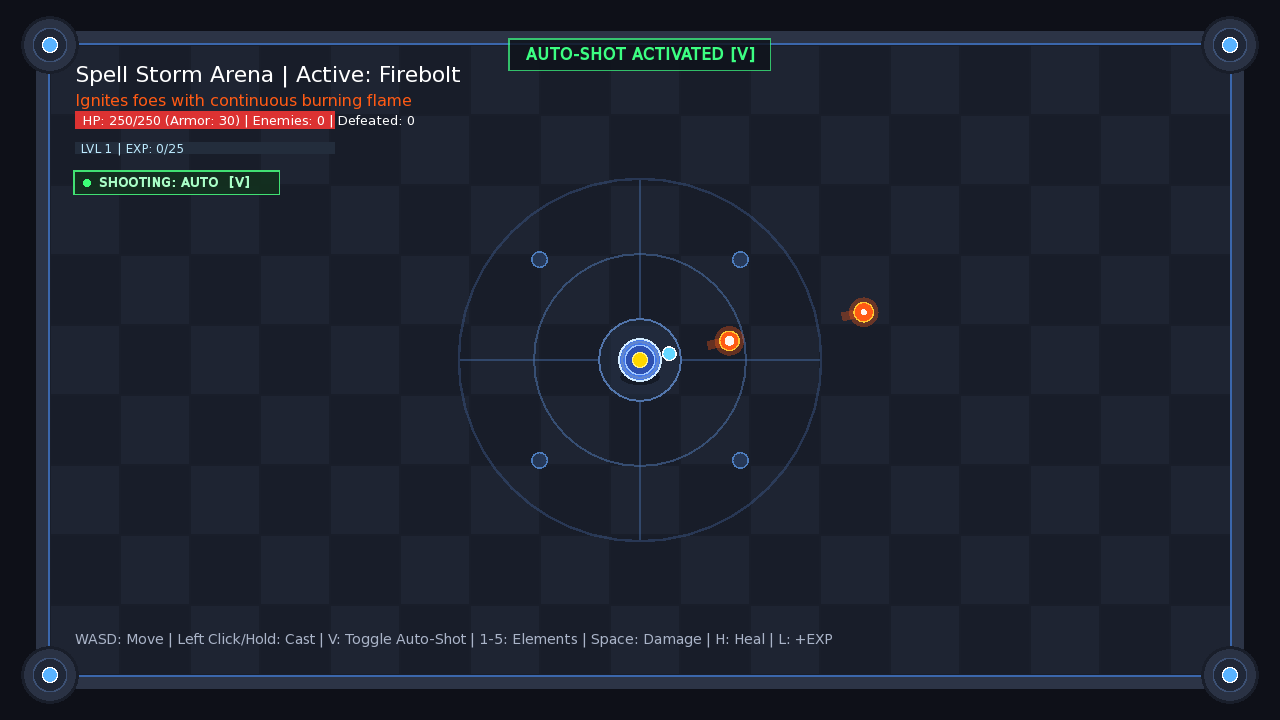 AUTO-SHOT ACTIVATED [V]
Spell Storm Arena | Active: Firebolt
Ignites foes with continuous burning flame
HP: 250/250 (Armor: 30) | Enemies: 0 | Defeated: 0
LVL 1 | EXP: 0/25
SHOOTING: AUTO [V]
WASD: Move | Left Click/Hold: Cast | V: Toggle Auto-Shot | 1-5: Elements | Space: Damage | H: Heal | L: +EXP